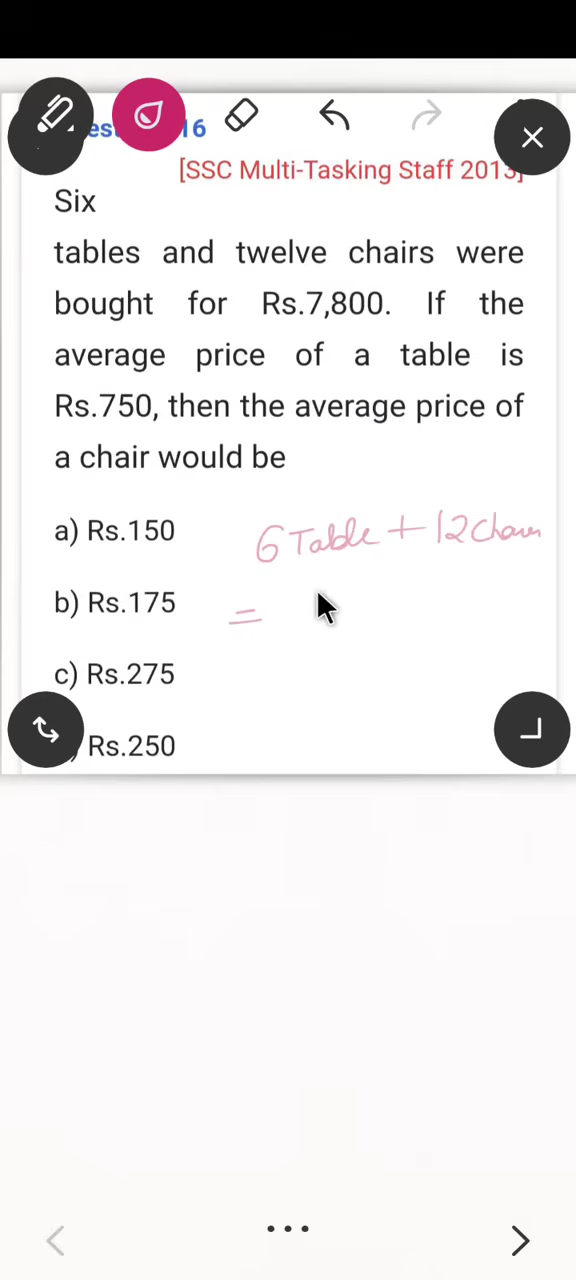 16
[SSC Multi-Tasking Staff 2013]
Six
tables and twelve chairs were
bought for Rs.7,800. If the
average price of a table is
Rs.750, then the average price of
a chair would be
a) Rs.150
6 Table + 12 Chair
b) Rs.175
=
c) Rs.275
Rs.250